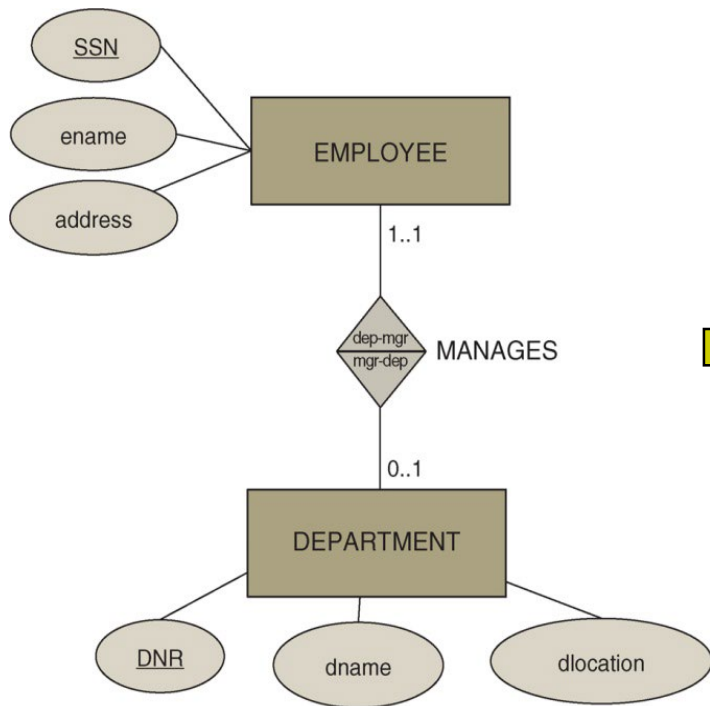 SSN
ename
address
EMPLOYEE
1..1
dep-mgr
mgr-dep
MANAGES
0..1
DEPARTMENT
DNR
dname
dlocation